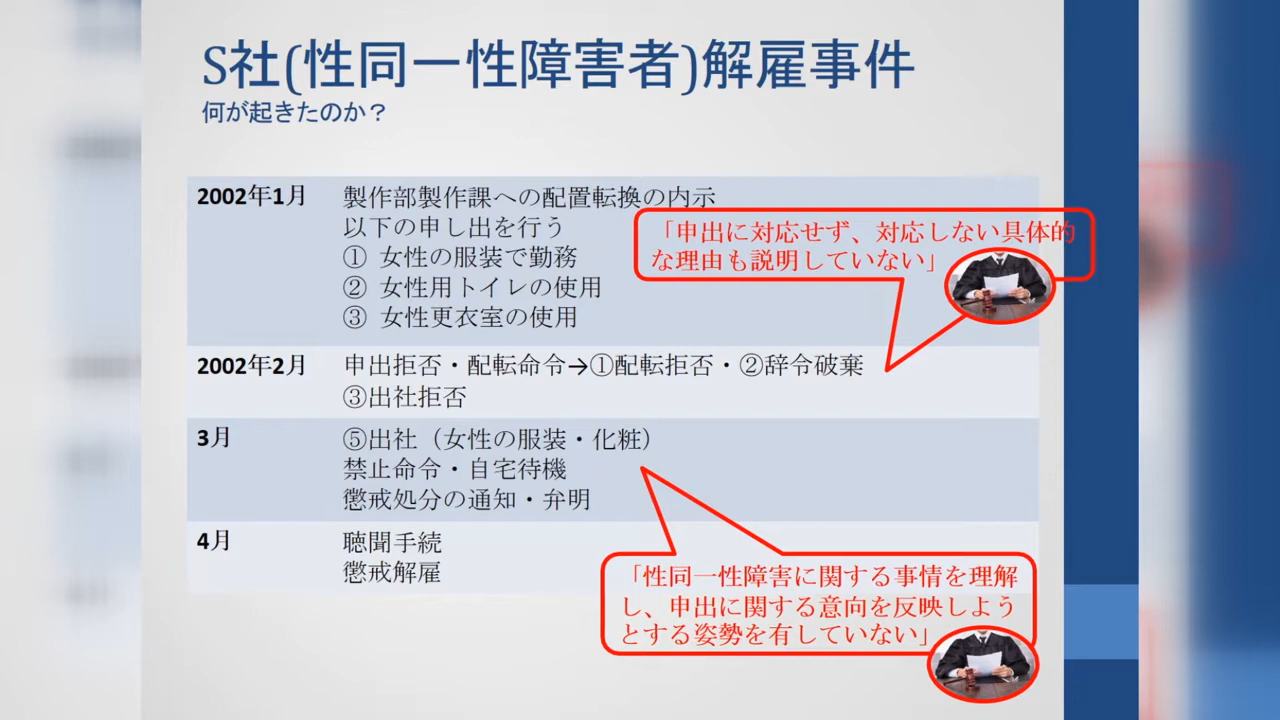 S社(性同一性障害者)解雇事件
何が起きたのか？
2002年1月 製作部製作課への配置転換の内示
以下の申し出を行う
① 女性の服装で勤務
② 女性用トイレの使用
③ 女性更衣室の使用
「申出に対応せず、対応しない具体的
な理由も説明していない」
2002年2月 申出拒否・配転命令→①配転拒否・②辞令破棄
③出社拒否
3月 ⑤出社（女性の服装・化粧）
禁止命令・自宅待機
懲戒処分の通知・弁明
4月 聴聞手続
懲戒解雇
「性同一性障害に関する事情を理解
し、申出に関する意向を反映しよう
とする姿勢を有していない」